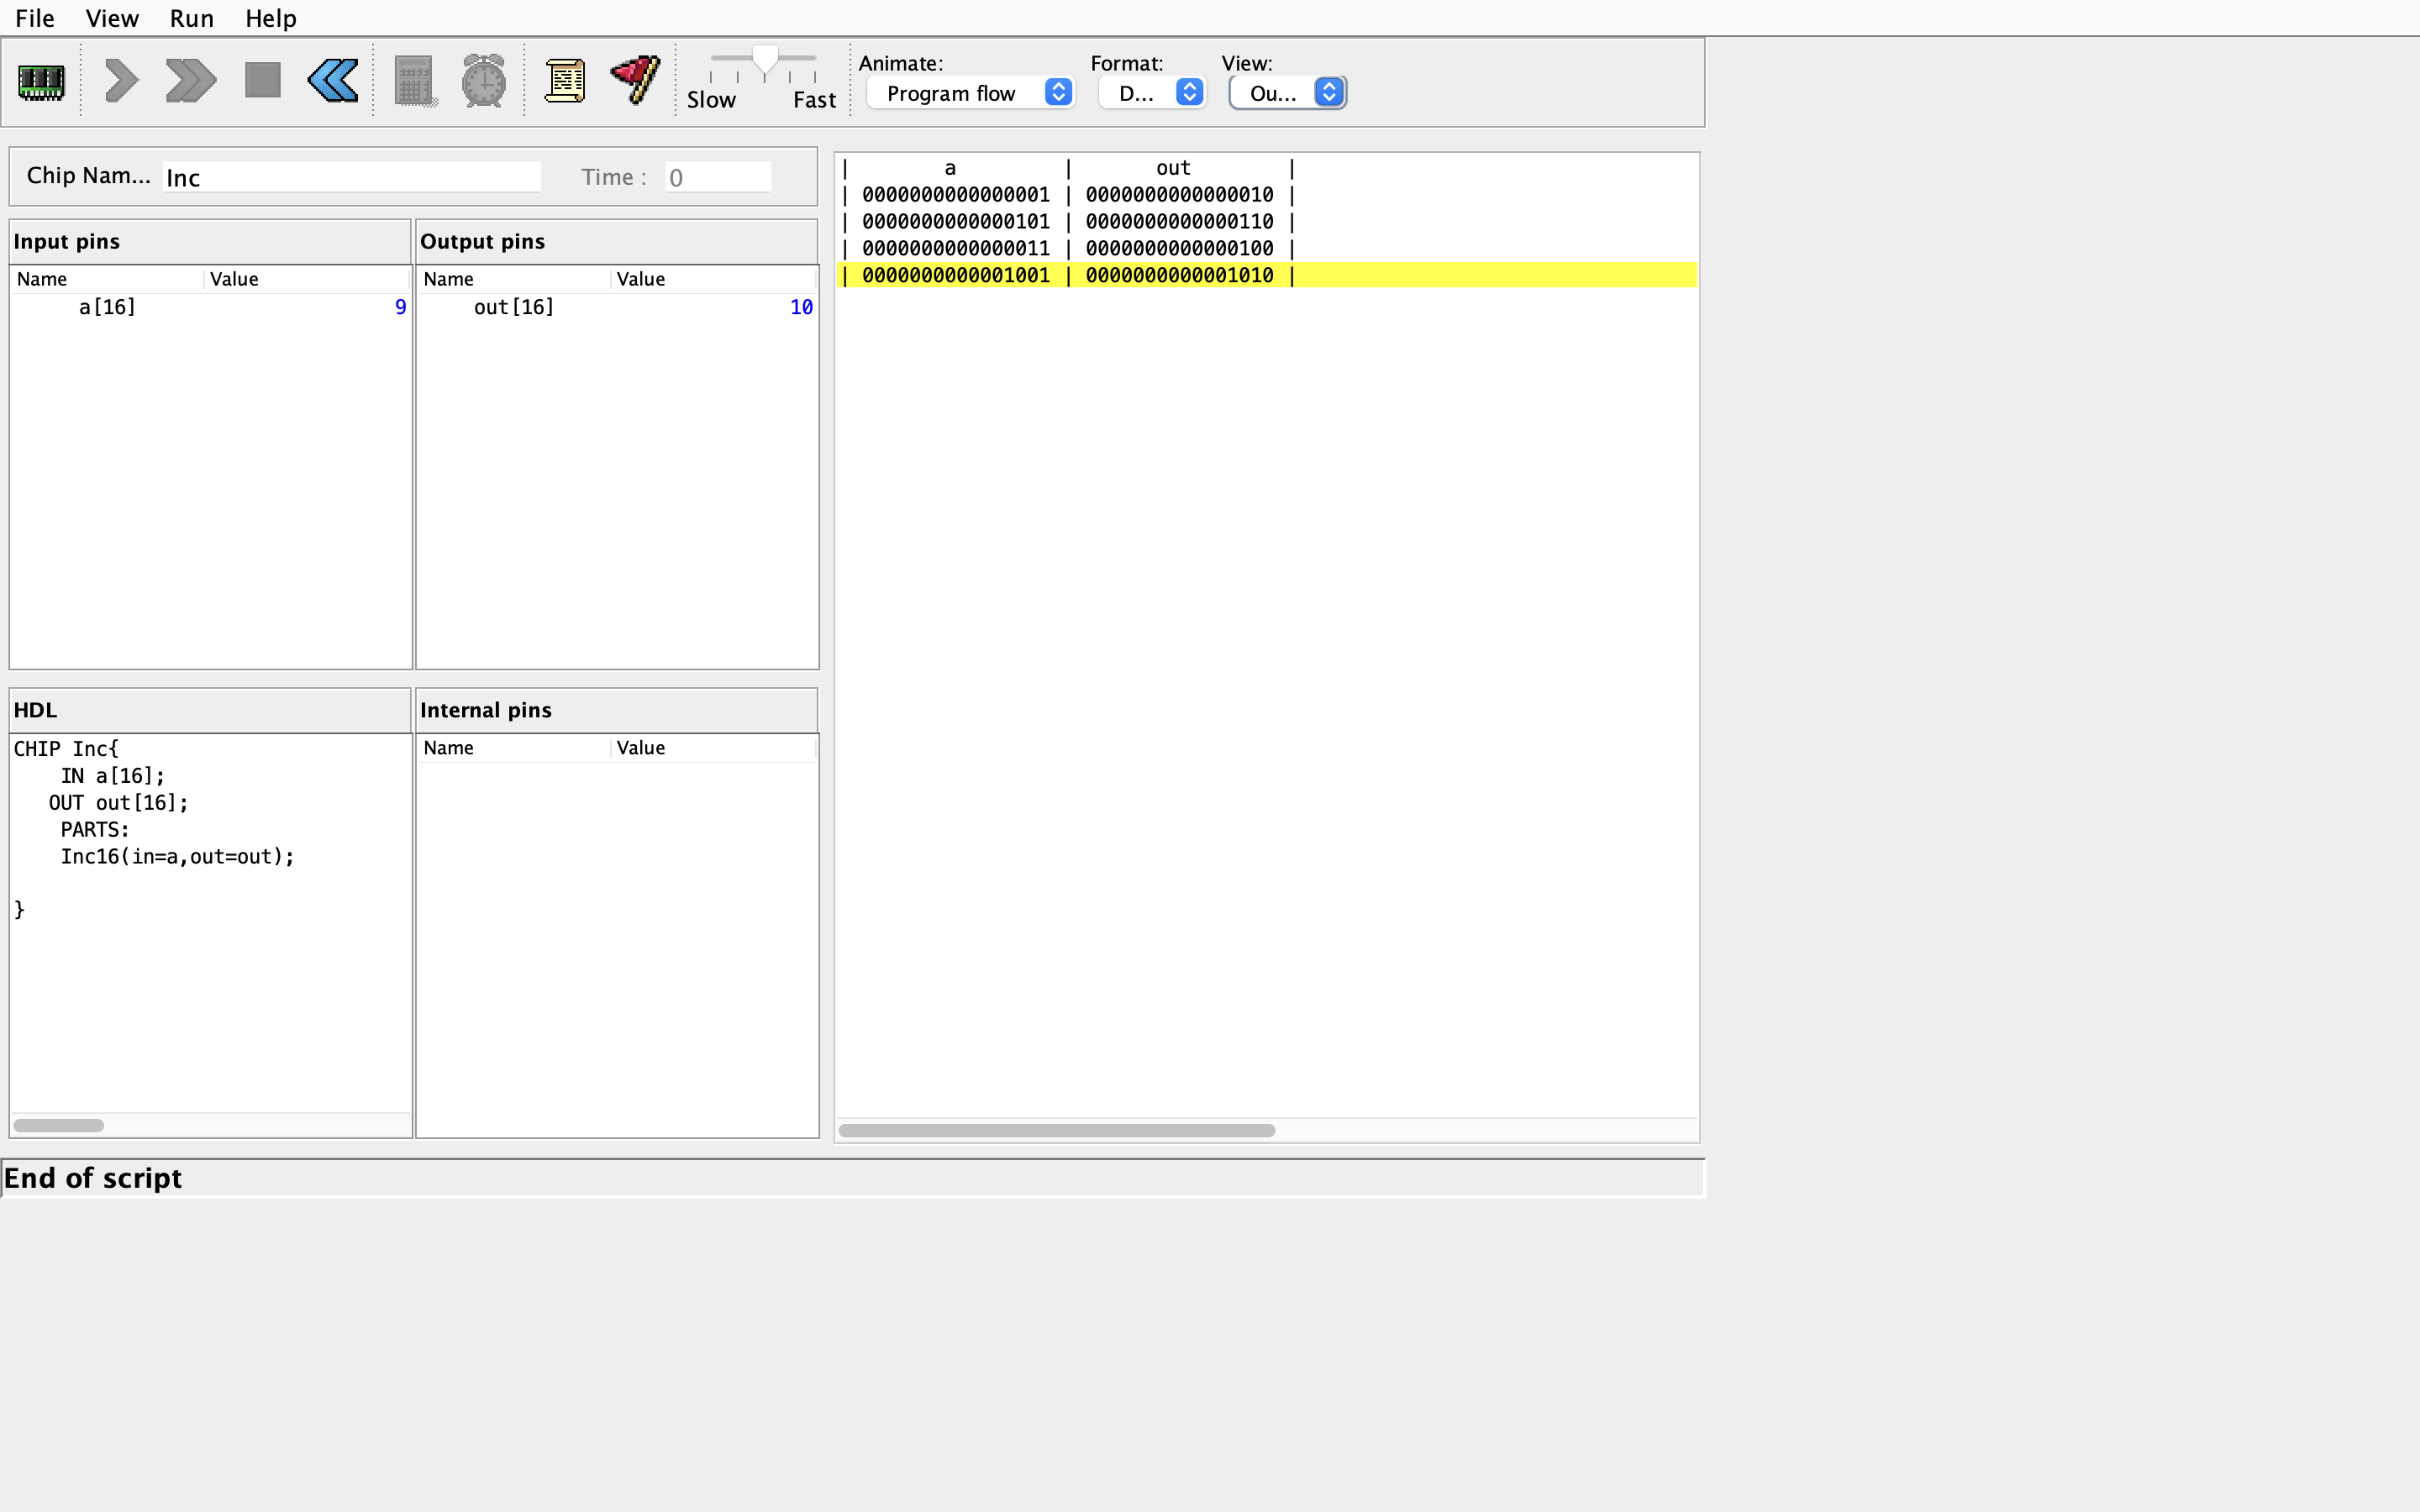 File View Run Help
Animate: Format: View:
Slow Fast Program flow D... Ou...
Chip Nam... Inc Time : 0
Input pins Output pins
Name Value Name Value
a[16] 9 out[16] 10
HDL Internal pins
Name Value
CHIP Inc{
IN a[16];
OUT out[16];
PARTS:
Inc16(in=a,out=out);
}
| a | out |
| 0000000000000001 | 0000000000000010 |
| 0000000000000101 | 0000000000000110 |
| 0000000000000011 | 0000000000000100 |
| 0000000000001001 | 0000000000001010 |
End of script